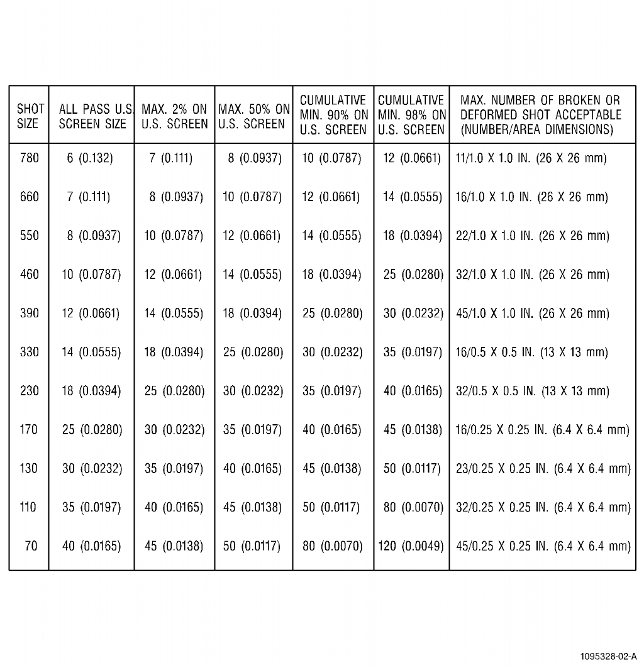 SHOT SIZE | ALL PASS U.S. SCREEN SIZE | MAX. 2% ON U.S. SCREEN | MAX. 50% ON U.S. SCREEN | CUMULATIVE MIN. 90% ON U.S. SCREEN | CUMULATIVE MIN. 98% ON U.S. SCREEN | MAX. NUMBER OF BROKEN OR DEFORMED SHOT ACCEPTABLE (NUMBER/AREA DIMENSIONS)
780 | 6 (0.132) | 7 (0.111) | 8 (0.0937) | 10 (0.0787) | 12 (0.0661) | 11/1.0 X 1.0 IN. (26 X 26 mm)
660 | 7 (0.111) | 8 (0.0937) | 10 (0.0787) | 12 (0.0661) | 14 (0.0555) | 16/1.0 X 1.0 IN. (26 X 26 mm)
550 | 8 (0.0937) | 10 (0.0787) | 12 (0.0661) | 14 (0.0555) | 18 (0.0394) | 22/1.0 X 1.0 IN. (26 X 26 mm)
460 | 10 (0.0787) | 12 (0.0661) | 14 (0.0555) | 18 (0.0394) | 25 (0.0280) | 32/1.0 X 1.0 IN. (26 X 26 mm)
390 | 12 (0.0661) | 14 (0.0555) | 18 (0.0394) | 25 (0.0280) | 30 (0.0232) | 45/1.0 X 1.0 IN. (26 X 26 mm)
330 | 14 (0.0555) | 18 (0.0394) | 25 (0.0280) | 30 (0.0232) | 35 (0.0197) | 16/0.5 X 0.5 IN. (13 X 13 mm)
230 | 18 (0.0394) | 25 (0.0280) | 30 (0.0232) | 35 (0.0197) | 40 (0.0165) | 32/0.5 X 0.5 IN. (13 X 13 mm)
170 | 25 (0.0280) | 30 (0.0232) | 35 (0.0197) | 40 (0.0165) | 45 (0.0138) | 16/0.25 X 0.25 IN. (6.4 X 6.4 mm)
130 | 30 (0.0232) | 35 (0.0197) | 40 (0.0165) | 45 (0.0138) | 50 (0.0117) | 23/0.25 X 0.25 IN. (6.4 X 6.4 mm)
110 | 35 (0.0197) | 40 (0.0165) | 45 (0.0138) | 50 (0.0117) | 80 (0.0070) | 32/0.25 X 0.25 IN. (6.4 X 6.4 mm)
70 | 40 (0.0165) | 45 (0.0138) | 50 (0.0117) | 80 (0.0070) | 120 (0.0049) | 45/0.25 X 0.25 IN. (6.4 X 6.4 mm)
1095328-02-A